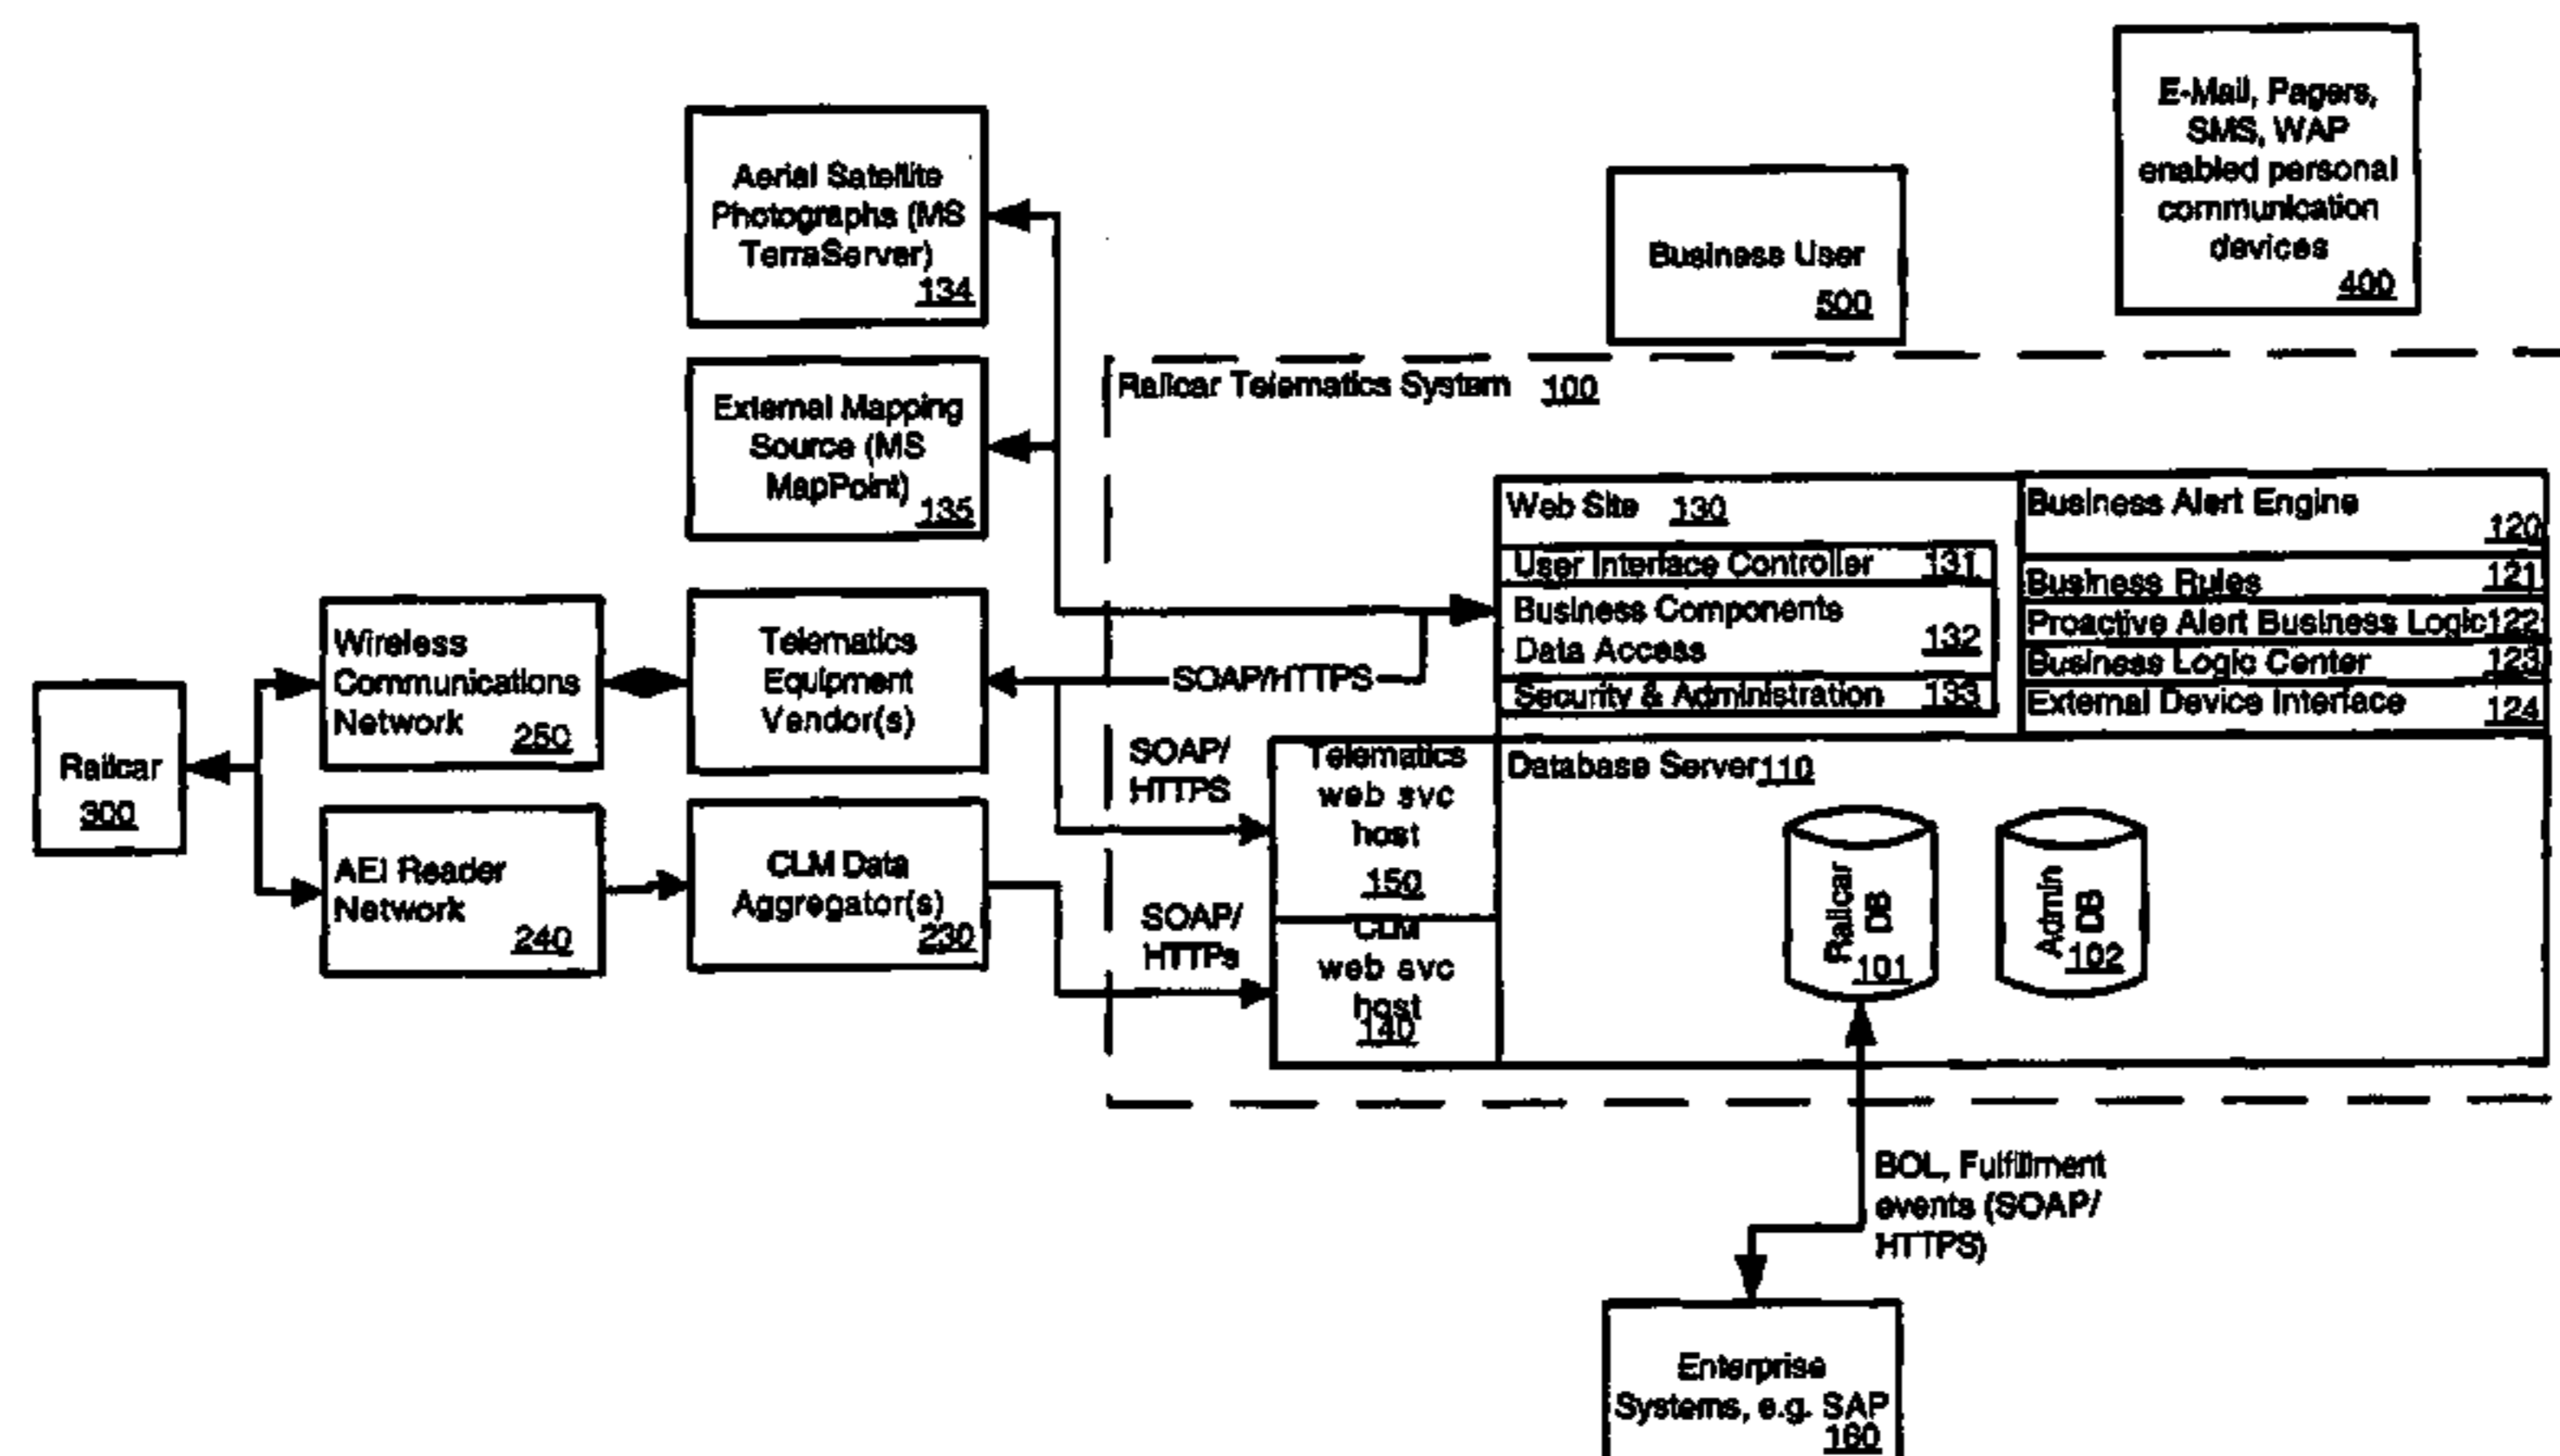 E-Mail, Pagers,
SMS, WAP
enabled personal
communication
devices
400
Aerial Satellite
Photographs (MS
TerraServer)
134
Business User
500
Railcar Telematics System 100
External Mapping
Source (MS
MapPoint)
135
Web Site 130
User Interface Controller 131
Business Components
Data Access 132
Security & Administration 133
Business Alert Engine
120
Business Rules 121
Proactive Alert Business Logic 122
Business Logic Center 123
External Device Interface 124
Wireless
Communications
Network
250
Telematics
Equipment
Vendor(s)
SOAP/HTTPS
Railcar
300
AEI Reader
Network
240
CLM Data
Aggregator(s)
230
SOAP/
HTTPS
SOAP/
HTTPs
Telematics
web svc
host
150
CLM
web svc
host
140
Database Server 110
Railcar
DB
101
Admin
DB
102
BOL, Fulfillment
events (SOAP/
HTTPS)
Enterprise
Systems, e.g. SAP
160